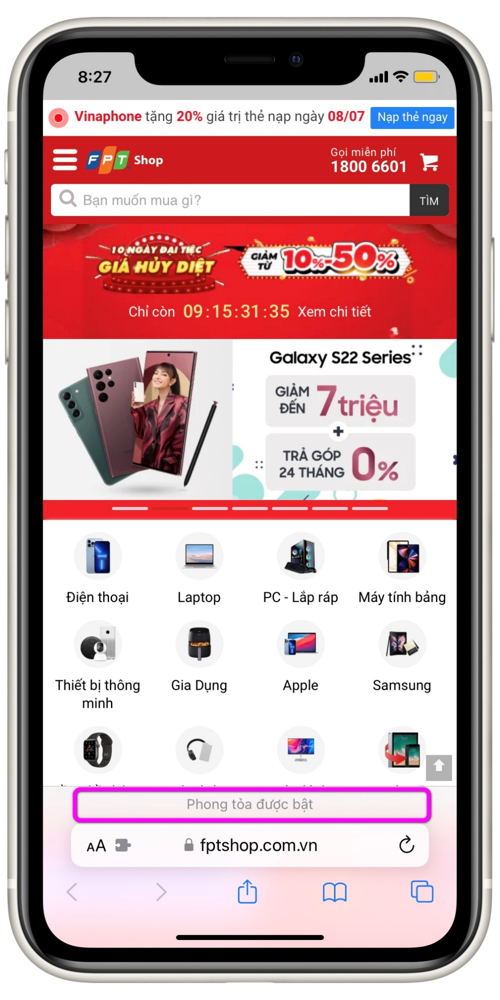 8:27
Vinaphone tặng 20% giá trị thẻ nạp ngày 08/07 Nạp thẻ ngay
FPT Shop
Gọi miễn phí
1800 6601
Bạn muốn mua gì? TÌM
10 NGÀY ĐẠI TIỆC
GIÁ HỦY DIỆT
GIẢM TỪ 10%-50%
Chỉ còn 09:15:31:35 Xem chi tiết
Galaxy S22 Series
GIẢM ĐẾN 7 triệu
+
TRẢ GÓP 24 THÁNG 0%
Điện thoại Laptop PC - Lắp ráp Máy tính bảng
Thiết bị thông minh Gia Dụng Apple Samsung
Phong tỏa được bật
AA fptshop.com.vn